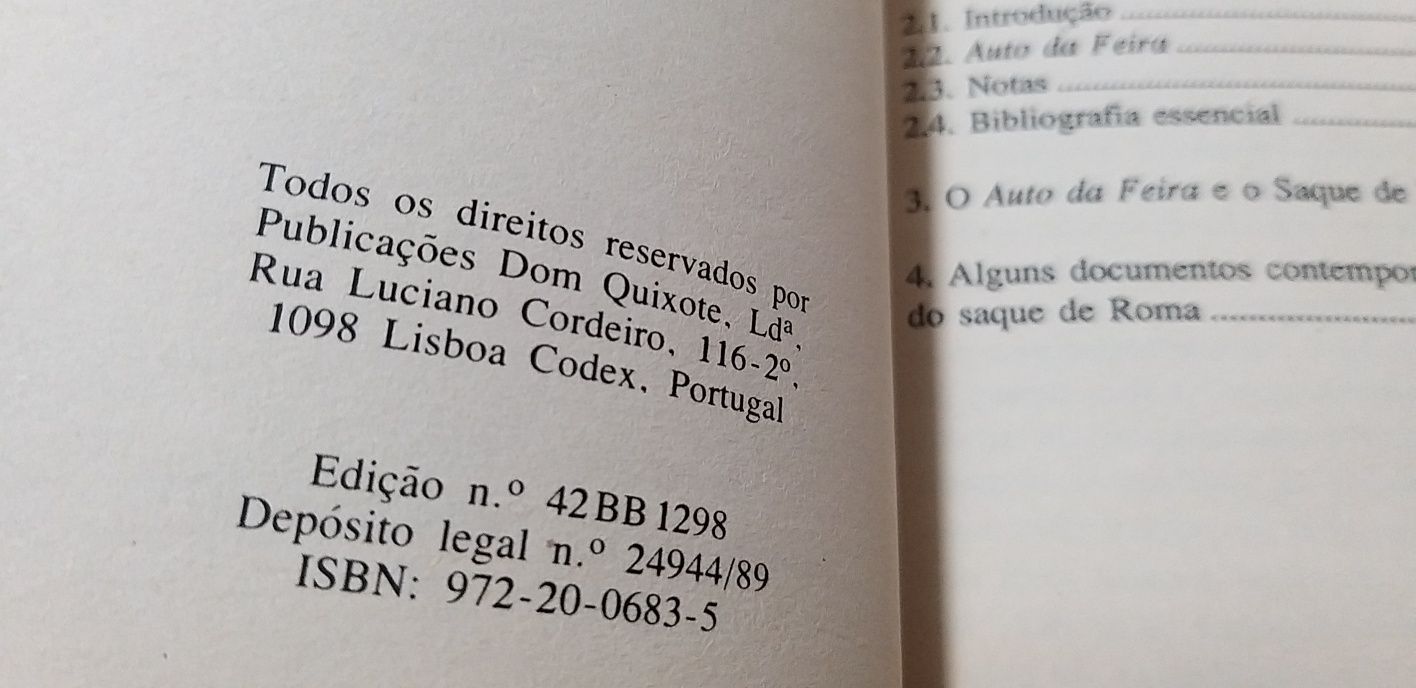 Todos os direitos reservados por
Publicações Dom Quixote, Ldª,
Rua Luciano Cordeiro, 116-2º,
1098 Lisboa Codex, Portugal
Edição n.º 42BB1298
Depósito legal n.º 24944/89
ISBN: 972-20-0683-5
2.1. Introdução
2.2. Auto da Feira
2.3. Notas
2.4. Bibliografia essencial
3. O Auto da Feira e o Saque de
4. Alguns documentos
do saque de Roma